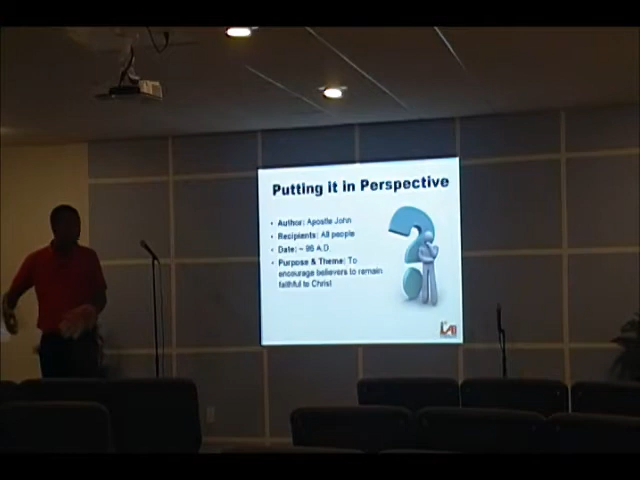 Putting it in Perspective
• Author: Apostle John
• Recipients: All people
• Date: ~ 96 A.D.
• Purpose & Theme: To
encourage believers to remain
faithful to Christ